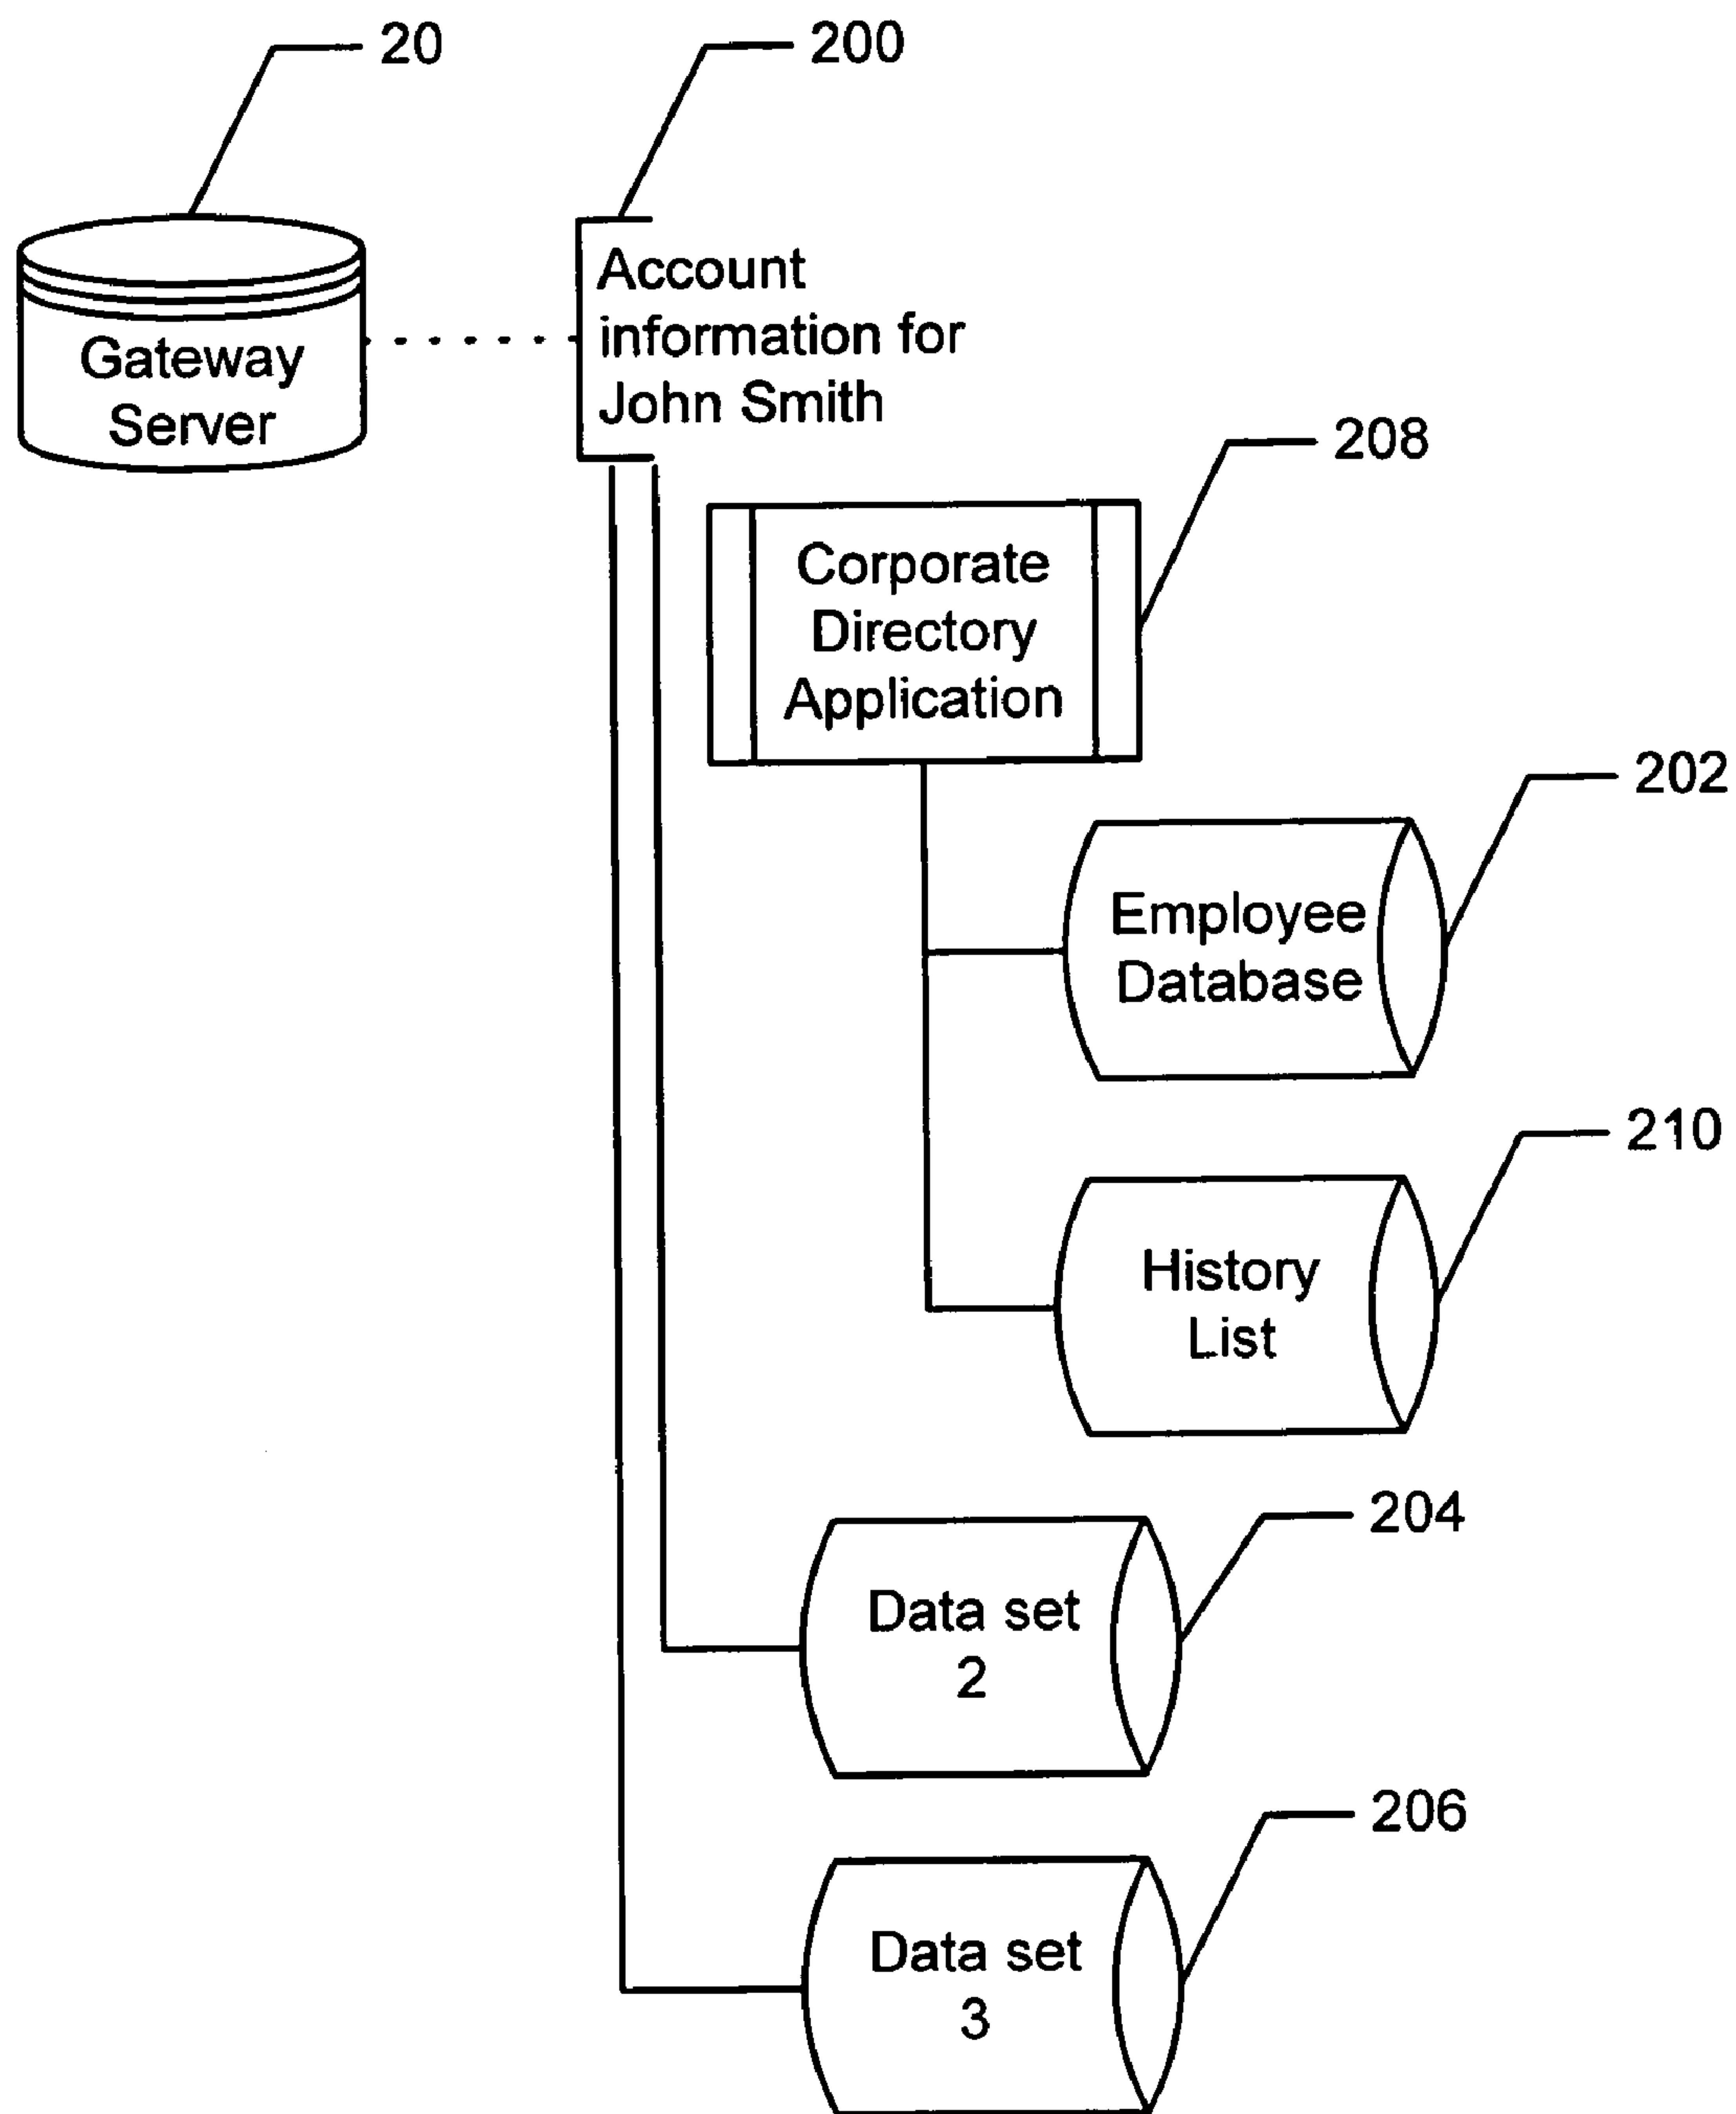 20
200
Gateway
Server
Account
information for
John Smith
208
Corporate
Directory
Application
202
Employee
Database
210
History
List
204
Data set
2
206
Data set
3